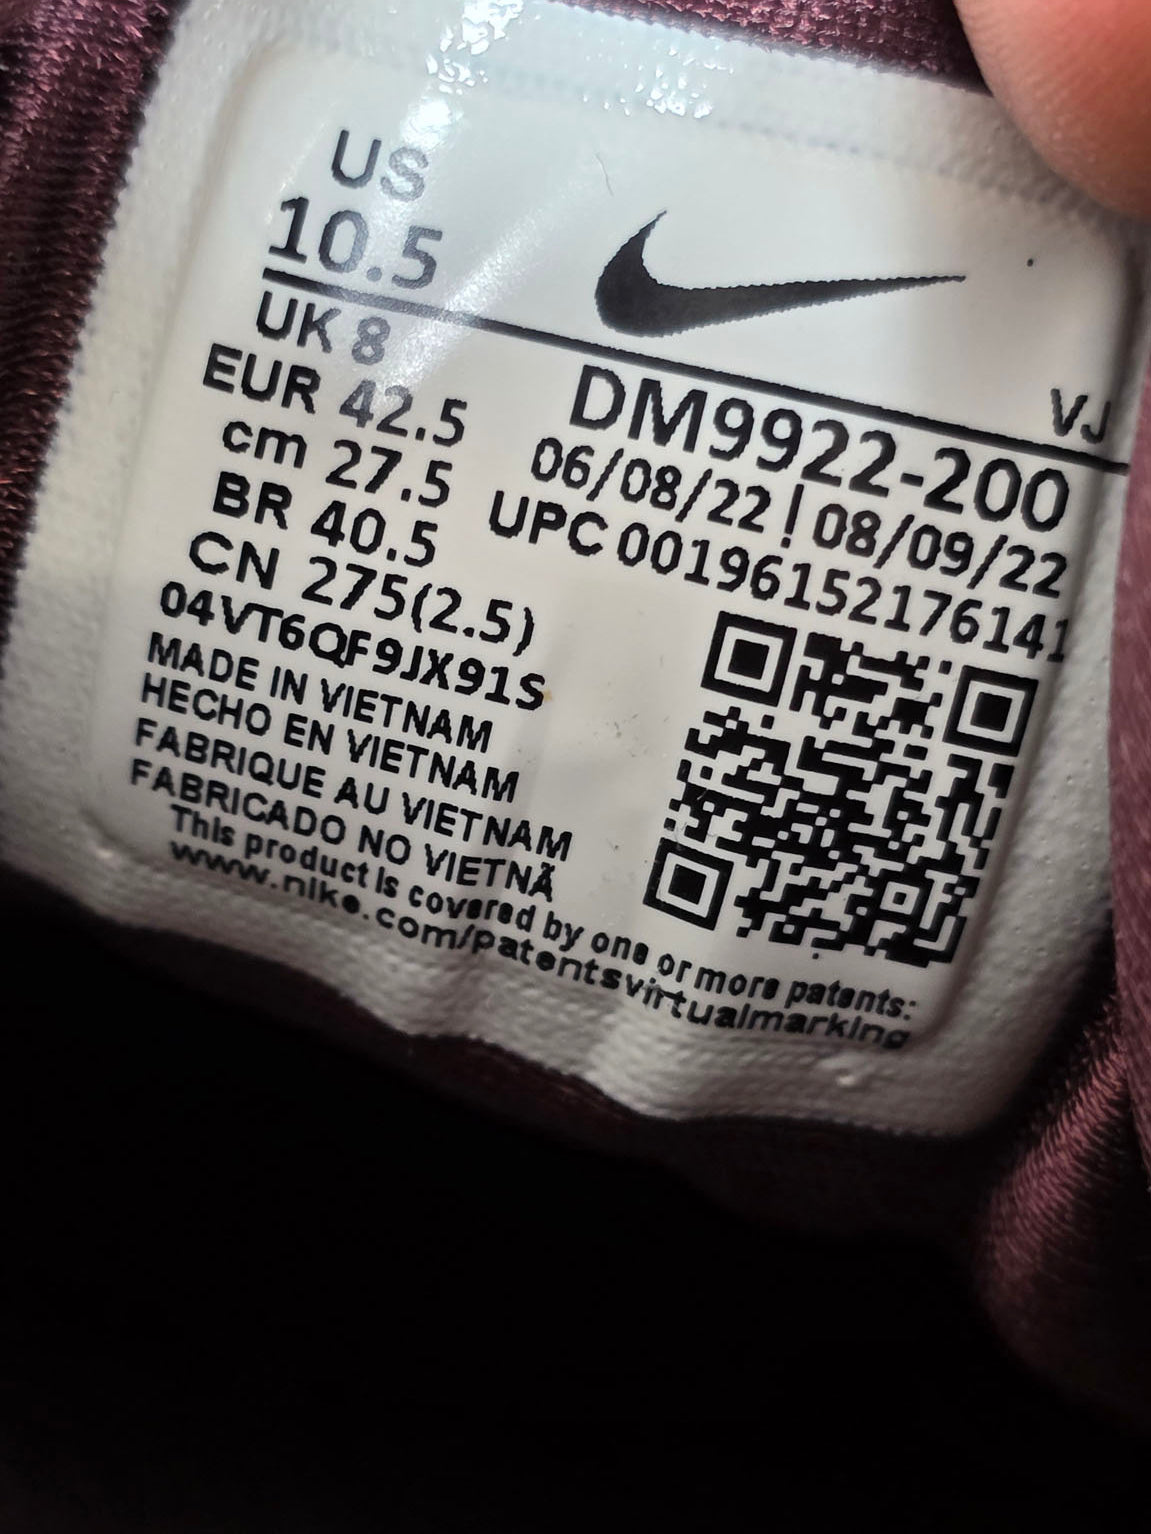 US
10.5
VJ
UK 8
EUR 42.5
cm 27.5
BR 40.5
CN 275(2.5)
04VT6QF9JX91S
DM9922-200
06/08/22 | 08/09/22
UPC 00196152176141
MADE IN VIETNAM
HECHO EN VIETNAM
FABRIQUE AU VIETNAM
FABRICADO NO VIETNÃ
This product is covered by one or more patents:
www.nike.com/Patentsvirtualmarking